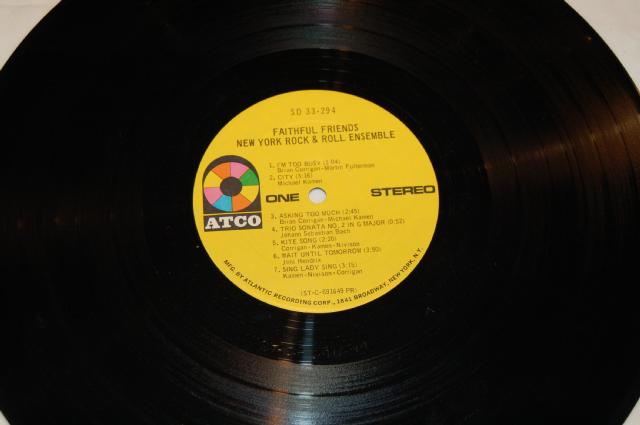 SD 33-294
FAITHFUL FRIENDS
NEW YORK ROCK & ROLL ENSEMBLE
1. I'M TOO BUSY (1:04)
Brian Corrigan-Martin Fulterman
2. CITY (3:16)
Michael Kamen
ATCO
ONE
STEREO
3. ASKING TOO MUCH (2:45)
Brian Corrigan-Michael Kamen
4. TRIO SONATA NO. 2 IN G MAJOR (0:52)
Johann Sebastian Bach
5. KITE SONG (2:20)
Corrigan-Kamen-Nivison
6. WAIT UNTIL TOMORROW (3:50)
Jimi Hendrix
7. SING LADY SING (3:15)
Kamen-Nivison-Corrigan
(ST-C-691649 PR)
MFG. BY ATLANTIC RECORDING CORP., 1841 BROADWAY, NEW YORK, N.Y.